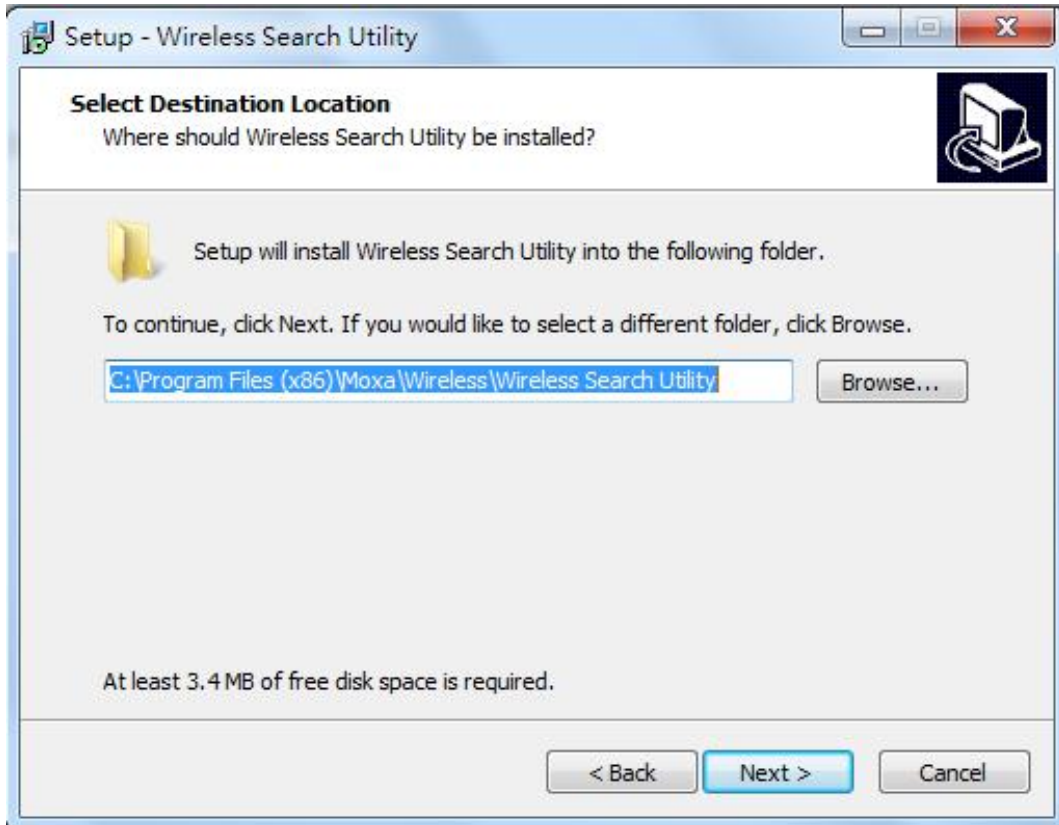 Setup - Wireless Search Utility
Select Destination Location
Where should Wireless Search Utility be installed?
Setup will install Wireless Search Utility into the following folder.
To continue, click Next. If you would like to select a different folder, click Browse.
C:\Program Files (x86)\Moxa\Wireless\Wireless Search Utility
Browse...
At least 3.4 MB of free disk space is required.
< Back
Next >
Cancel